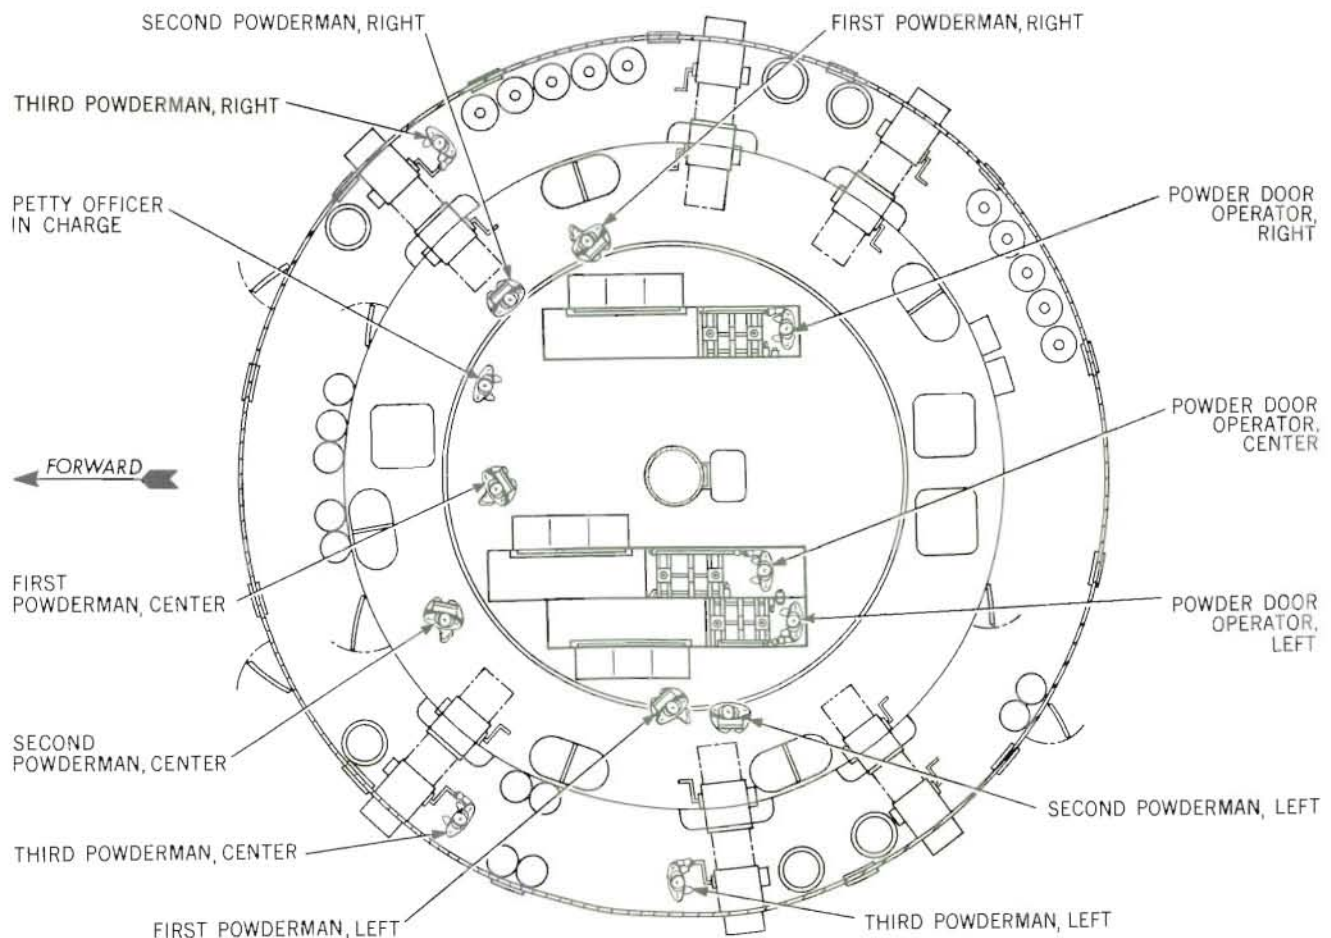 SECOND POWDERMAN, RIGHT
FIRST POWDERMAN, RIGHT
THIRD POWDERMAN, RIGHT
PETTY OFFICER
IN CHARGE
POWDER DOOR
OPERATOR,
RIGHT
POWDER DOOR
OPERATOR,
CENTER
FORWARD
FIRST
POWDERMAN, CENTER
POWDER DOOR
OPERATOR,
LEFT
SECOND
POWDERMAN, CENTER
SECOND POWDERMAN, LEFT
THIRD POWDERMAN, CENTER
FIRST POWDERMAN, LEFT
THIRD POWDERMAN, LEFT